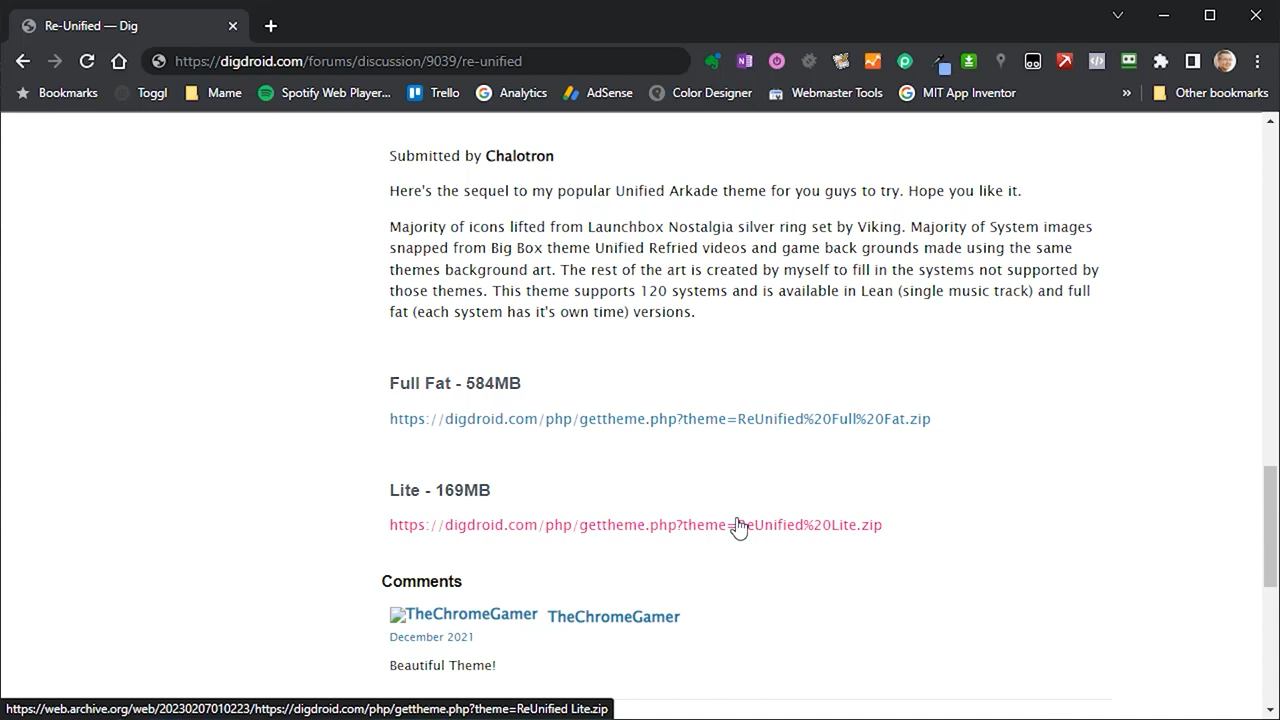 Re-Unified — Dig
https://digdroid.com/forums/discussion/9039/re-unified
Bookmarks Toggl Mame Spotify Web Player... Trello Analytics AdSense Color Designer Webmaster Tools MIT App Inventor » Other bookmarks
Submitted by Chalotron
Here's the sequel to my popular Unified Arkade theme for you guys to try. Hope you like it.
Majority of icons lifted from Launchbox Nostalgia silver ring set by Viking. Majority of System images
snapped from Big Box theme Unified Refried videos and game back grounds made using the same
themes background art. The rest of the art is created by myself to fill in the systems not supported by
those themes. This theme supports 120 systems and is available in Lean (single music track) and full
fat (each system has it's own time) versions.
Full Fat - 584MB
https://digdroid.com/php/gettheme.php?theme=ReUnified%20Full%20Fat.zip
Lite - 169MB
https://digdroid.com/php/gettheme.php?theme=ReUnified%20Lite.zip
Comments
TheChromeGamer TheChromeGamer
December 2021
Beautiful Theme!
https://web.archive.org/web/20230207010223/https://digdroid.com/php/gettheme.php?theme=ReUnified Lite.zip